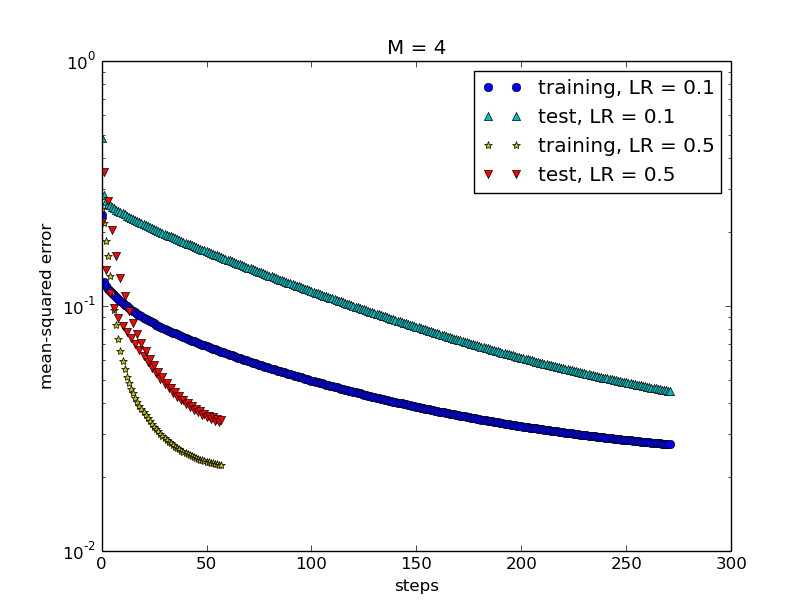 M = 4
training, LR = 0.1
test, LR = 0.1
training, LR = 0.5
test, LR = 0.5
mean-squared error
10^0
10^-1
10^-2
0 50 100 150 200 250 300
steps